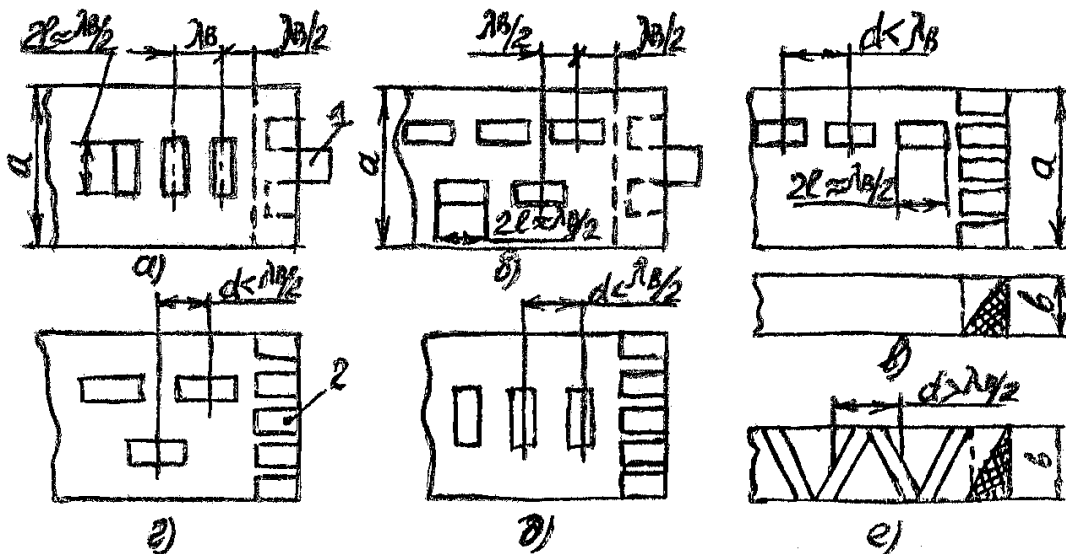 2ℓ≈λв/2
λв
λв/2
а
1
а)
λв/2
λв/2
а
2ℓ≈λв/2
б)
d<λв
2ℓ≈λв/2
а
в
в)
d<λв/2
2
г)
d<λв/2
д)
d>λв/2
в
е)